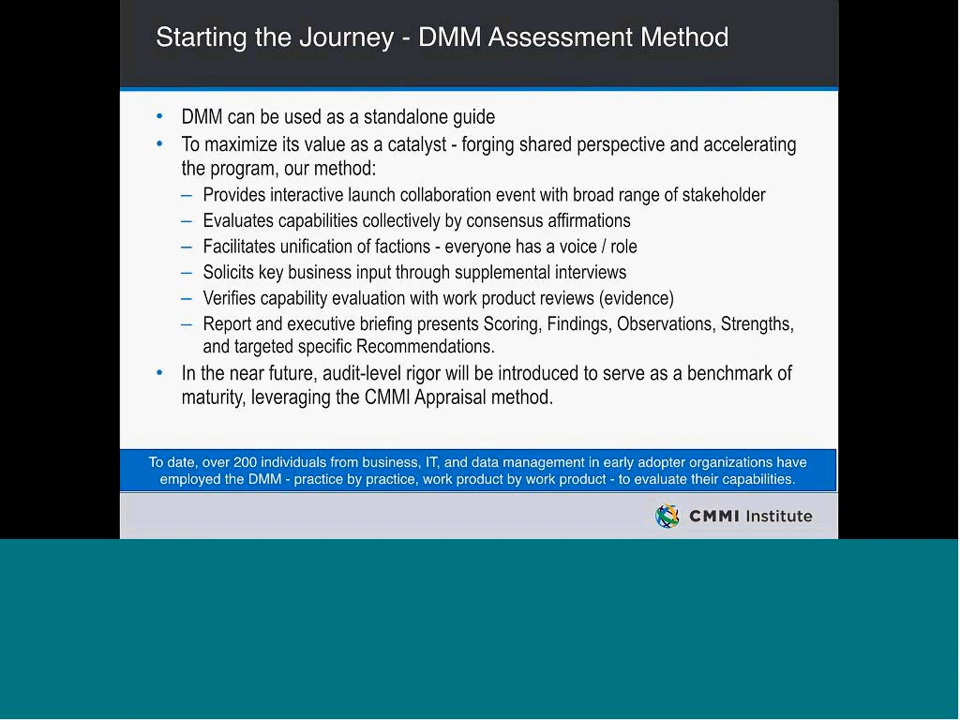 Starting the Journey - DMM Assessment Method
• DMM can be used as a standalone guide
• To maximize its value as a catalyst - forging shared perspective and accelerating
the program, our method:
– Provides interactive launch collaboration event with broad range of stakeholder
– Evaluates capabilities collectively by consensus affirmations
– Facilitates unification of factions - everyone has a voice / role
– Solicits key business input through supplemental interviews
– Verifies capability evaluation with work product reviews (evidence)
– Report and executive briefing presents Scoring, Findings, Observations, Strengths,
and targeted specific Recommendations.
• In the near future, audit-level rigor will be introduced to serve as a benchmark of
maturity, leveraging the CMMI Appraisal method.
To date, over 200 individuals from business, IT, and data management in early adopter organizations have
employed the DMM - practice by practice, work product by work product - to evaluate their capabilities.
CMMI Institute